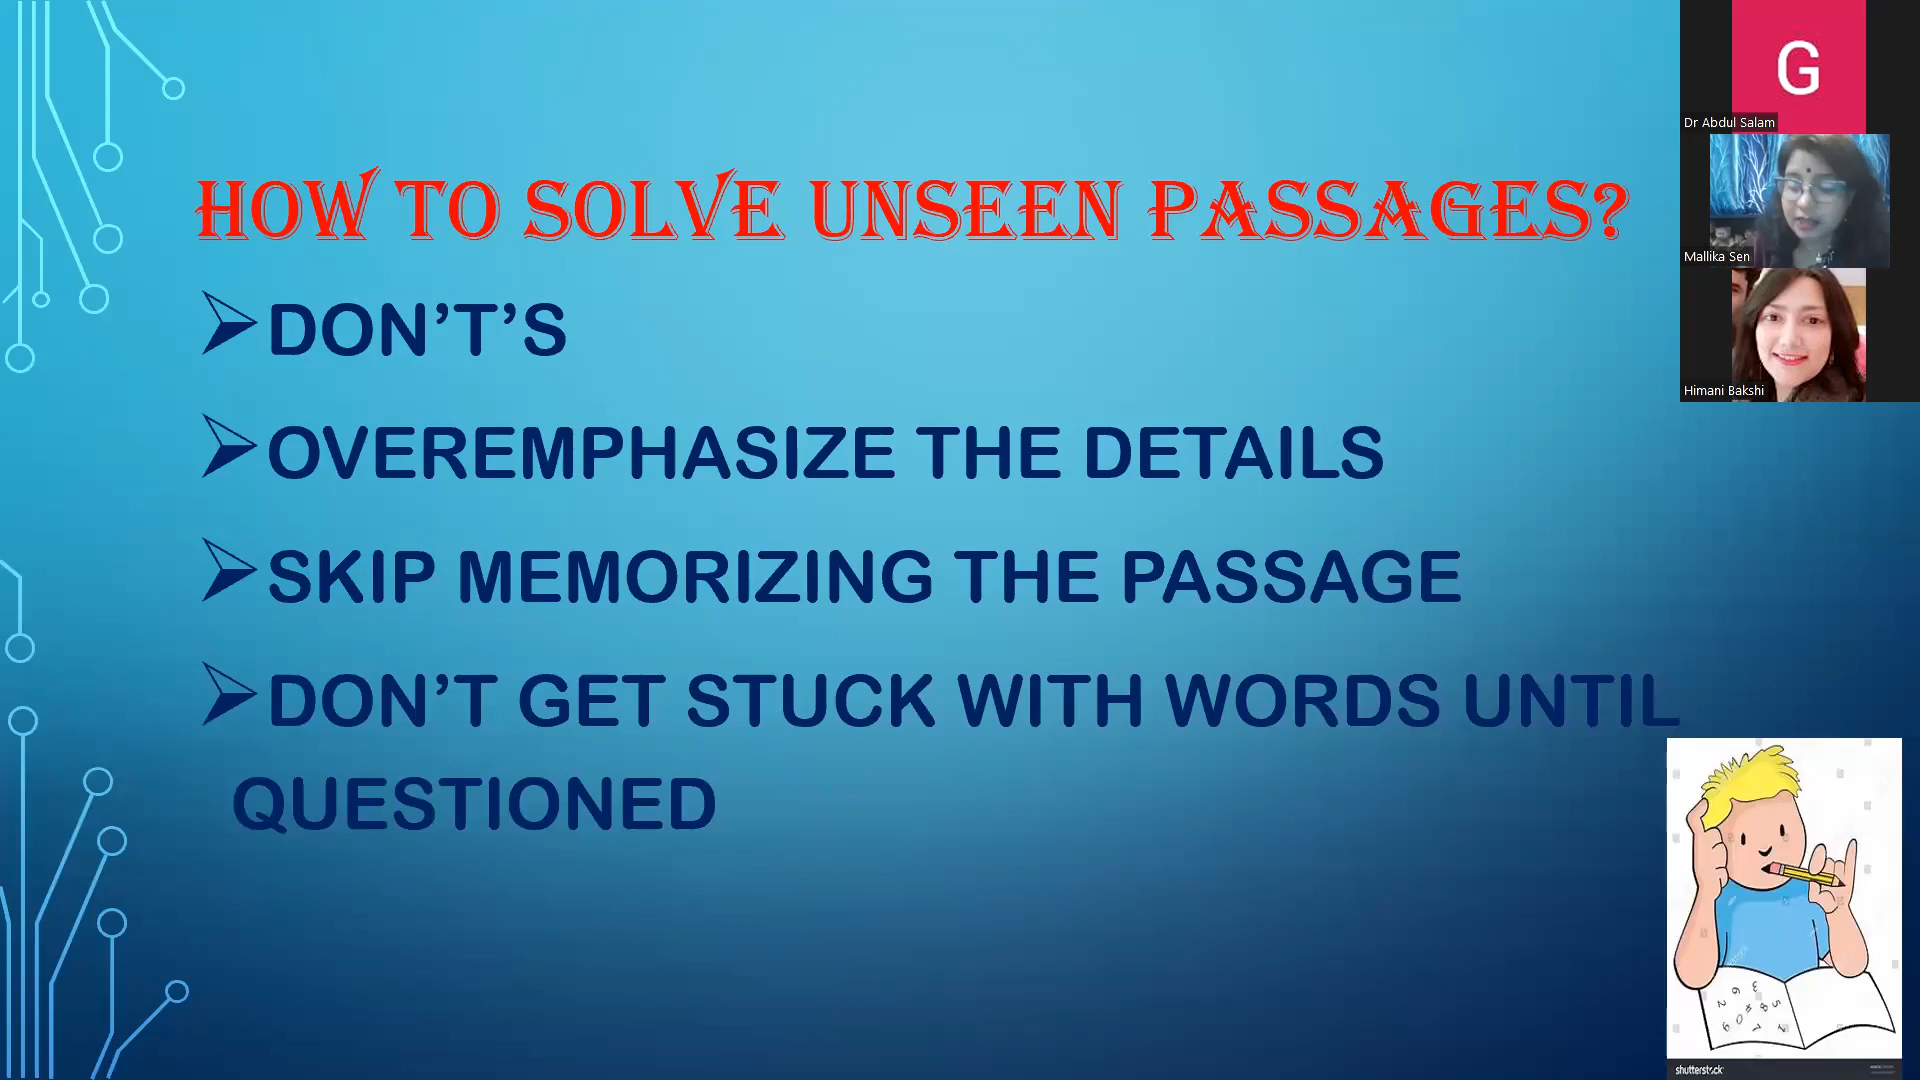 HOW TO SOLVE UNSEEN PASSAGES?
DON'T'S
OVEREMPHASIZE THE DETAILS
SKIP MEMORIZING THE PASSAGE
DON'T GET STUCK WITH WORDS UNTIL
QUESTIONED
G
Dr Abdul Salam
Mallika Sen
Himani Bakshi
shutterstock